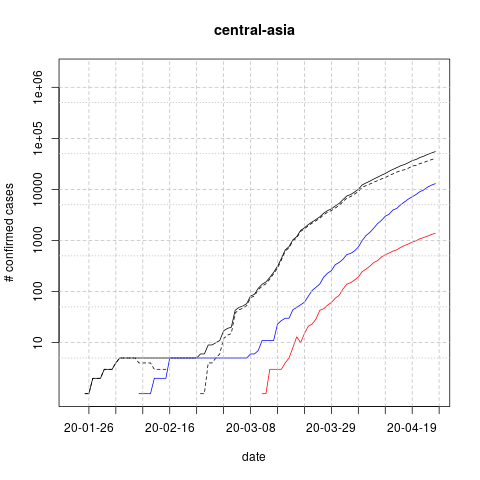 central-asia
# confirmed cases
1e+06
1e+05
10000
1000
100
10
20-01-26 20-02-16 20-03-08 20-03-29 20-04-19
date